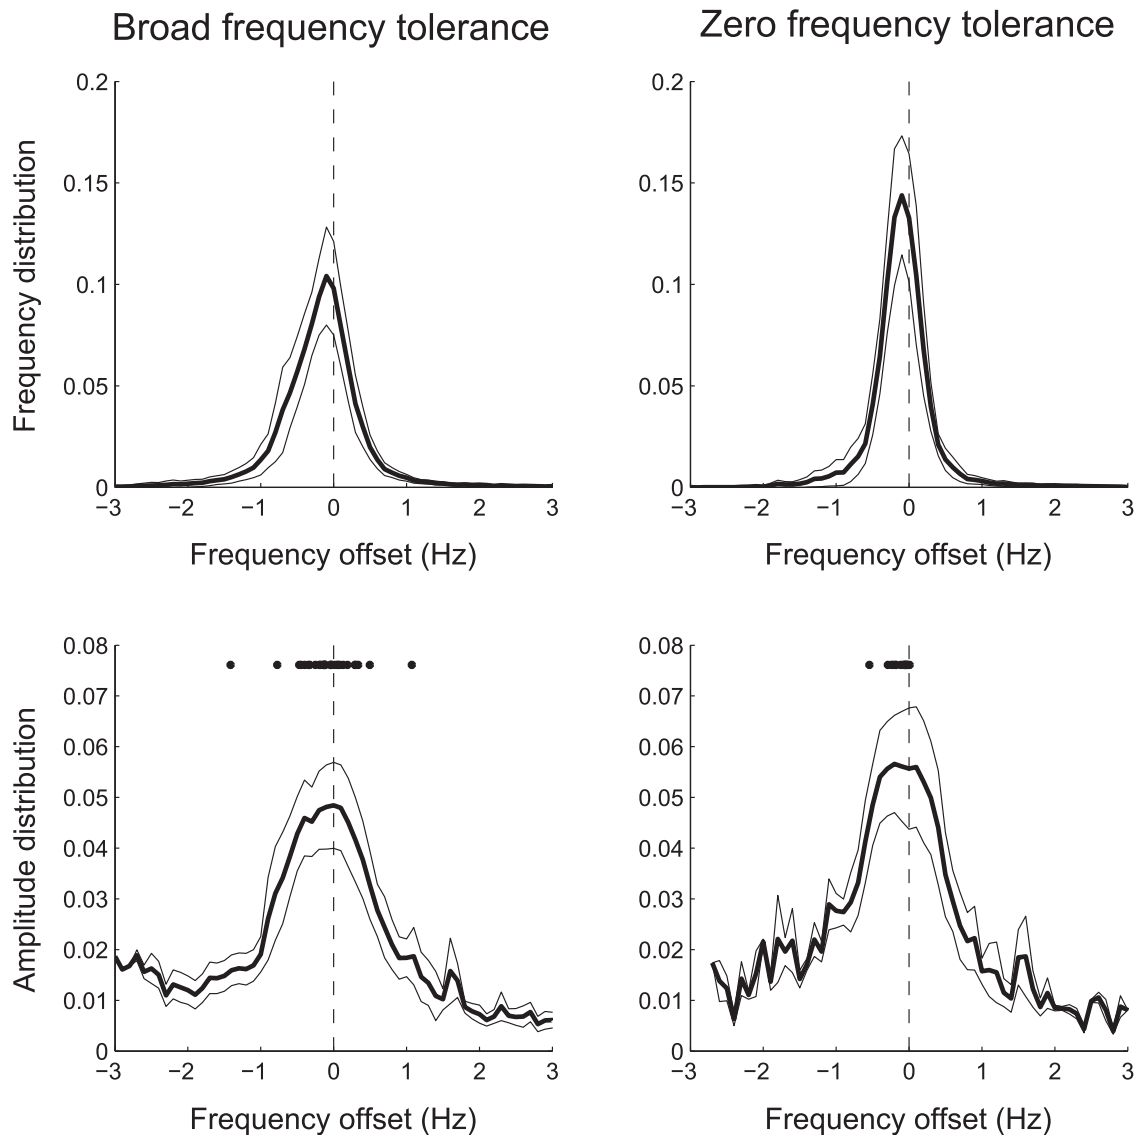 Broad frequency tolerance
Zero frequency tolerance
Frequency distribution
0.2
0.15
0.1
0.05
0
−3 −2 −1 0 1 2 3
Frequency offset (Hz)
0.2
0.15
0.1
0.05
0
−3 −2 −1 0 1 2 3
Frequency offset (Hz)
Amplitude distribution
0.08
0.07
0.06
0.05
0.04
0.03
0.02
0.01
0
−3 −2 −1 0 1 2 3
Frequency offset (Hz)
0.08
0.07
0.06
0.05
0.04
0.03
0.02
0.01
0
−3 −2 −1 0 1 2 3
Frequency offset (Hz)